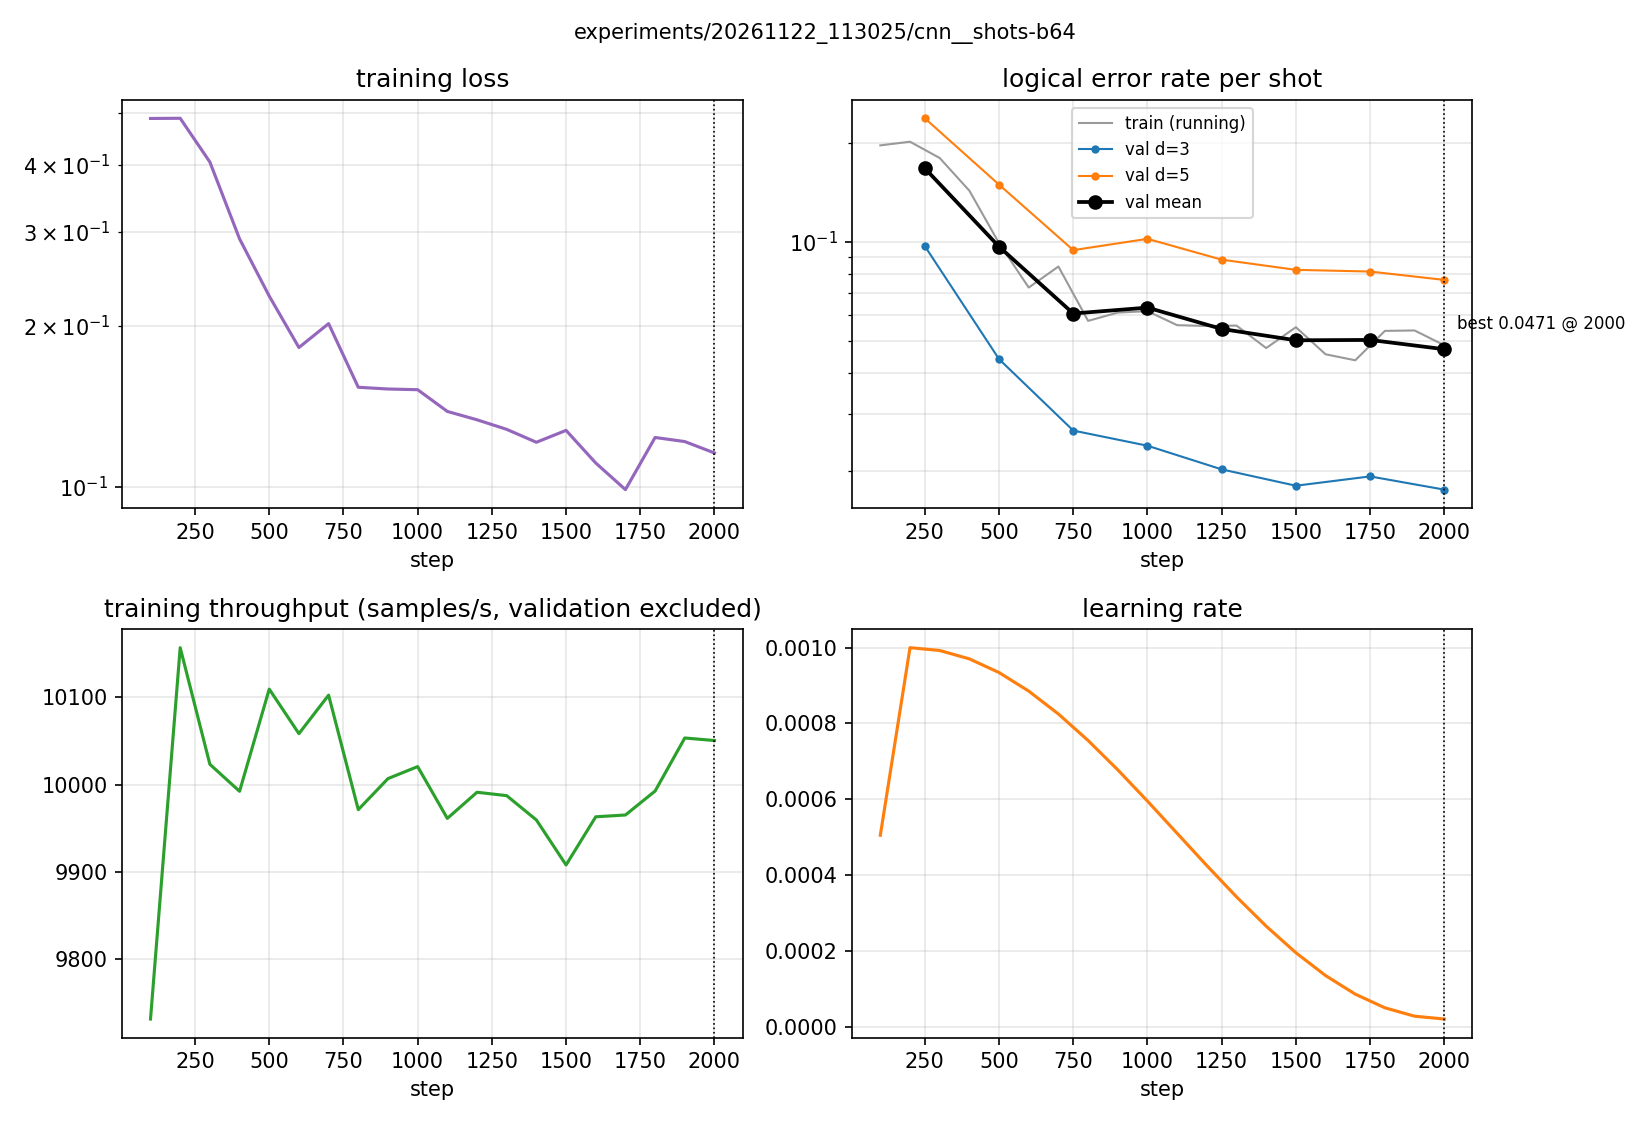 experiments/20261122_113025/cnn__shots-b64
training loss
4 × 10⁻¹
3 × 10⁻¹
2 × 10⁻¹
10⁻¹
250 500 750 1000 1250 1500 1750 2000
step
logical error rate per shot
train (running)
val d=3
val d=5
val mean
10⁻¹
best 0.0471 @ 2000
250 500 750 1000 1250 1500 1750 2000
step
training throughput (samples/s, validation excluded)
10100
10000
9900
9800
250 500 750 1000 1250 1500 1750 2000
step
learning rate
0.0010
0.0008
0.0006
0.0004
0.0002
0.0000
250 500 750 1000 1250 1500 1750 2000
step